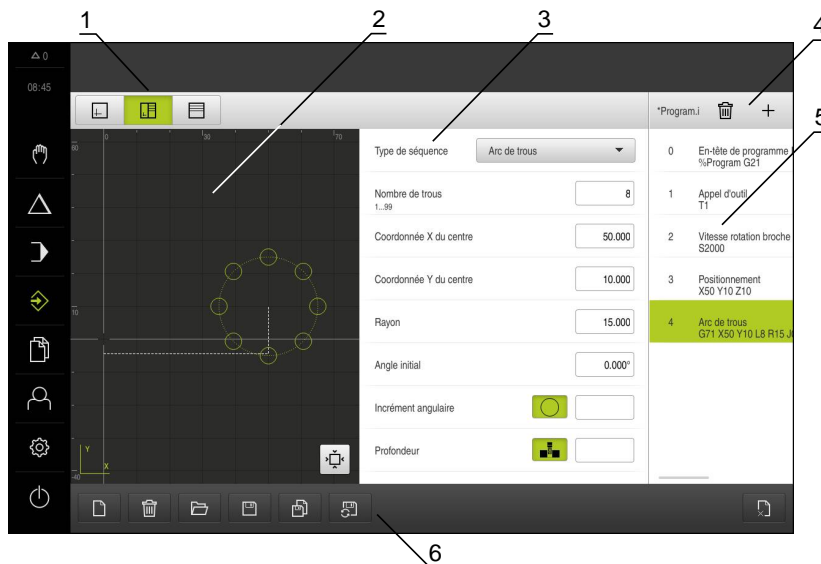 1
2
3
4
5
0
08:45
0
30
70
60
10
-40
Y
X
Type de séquence
Arc de trous
Nombre de trous
1...99
8
Coordonnée X du centre
50.000
Coordonnée Y du centre
10.000
Rayon
15.000
Angle initial
0.000°
Incrément angulaire
Profondeur
*Program.i
0 En-tête de programme
%Program G21
1 Appel d'outil
T1
2 Vitesse rotation broche
S2000
3 Positionnement
X50 Y10 Z10
4 Arc de trous
G71 X50 Y10 L8 R15
6